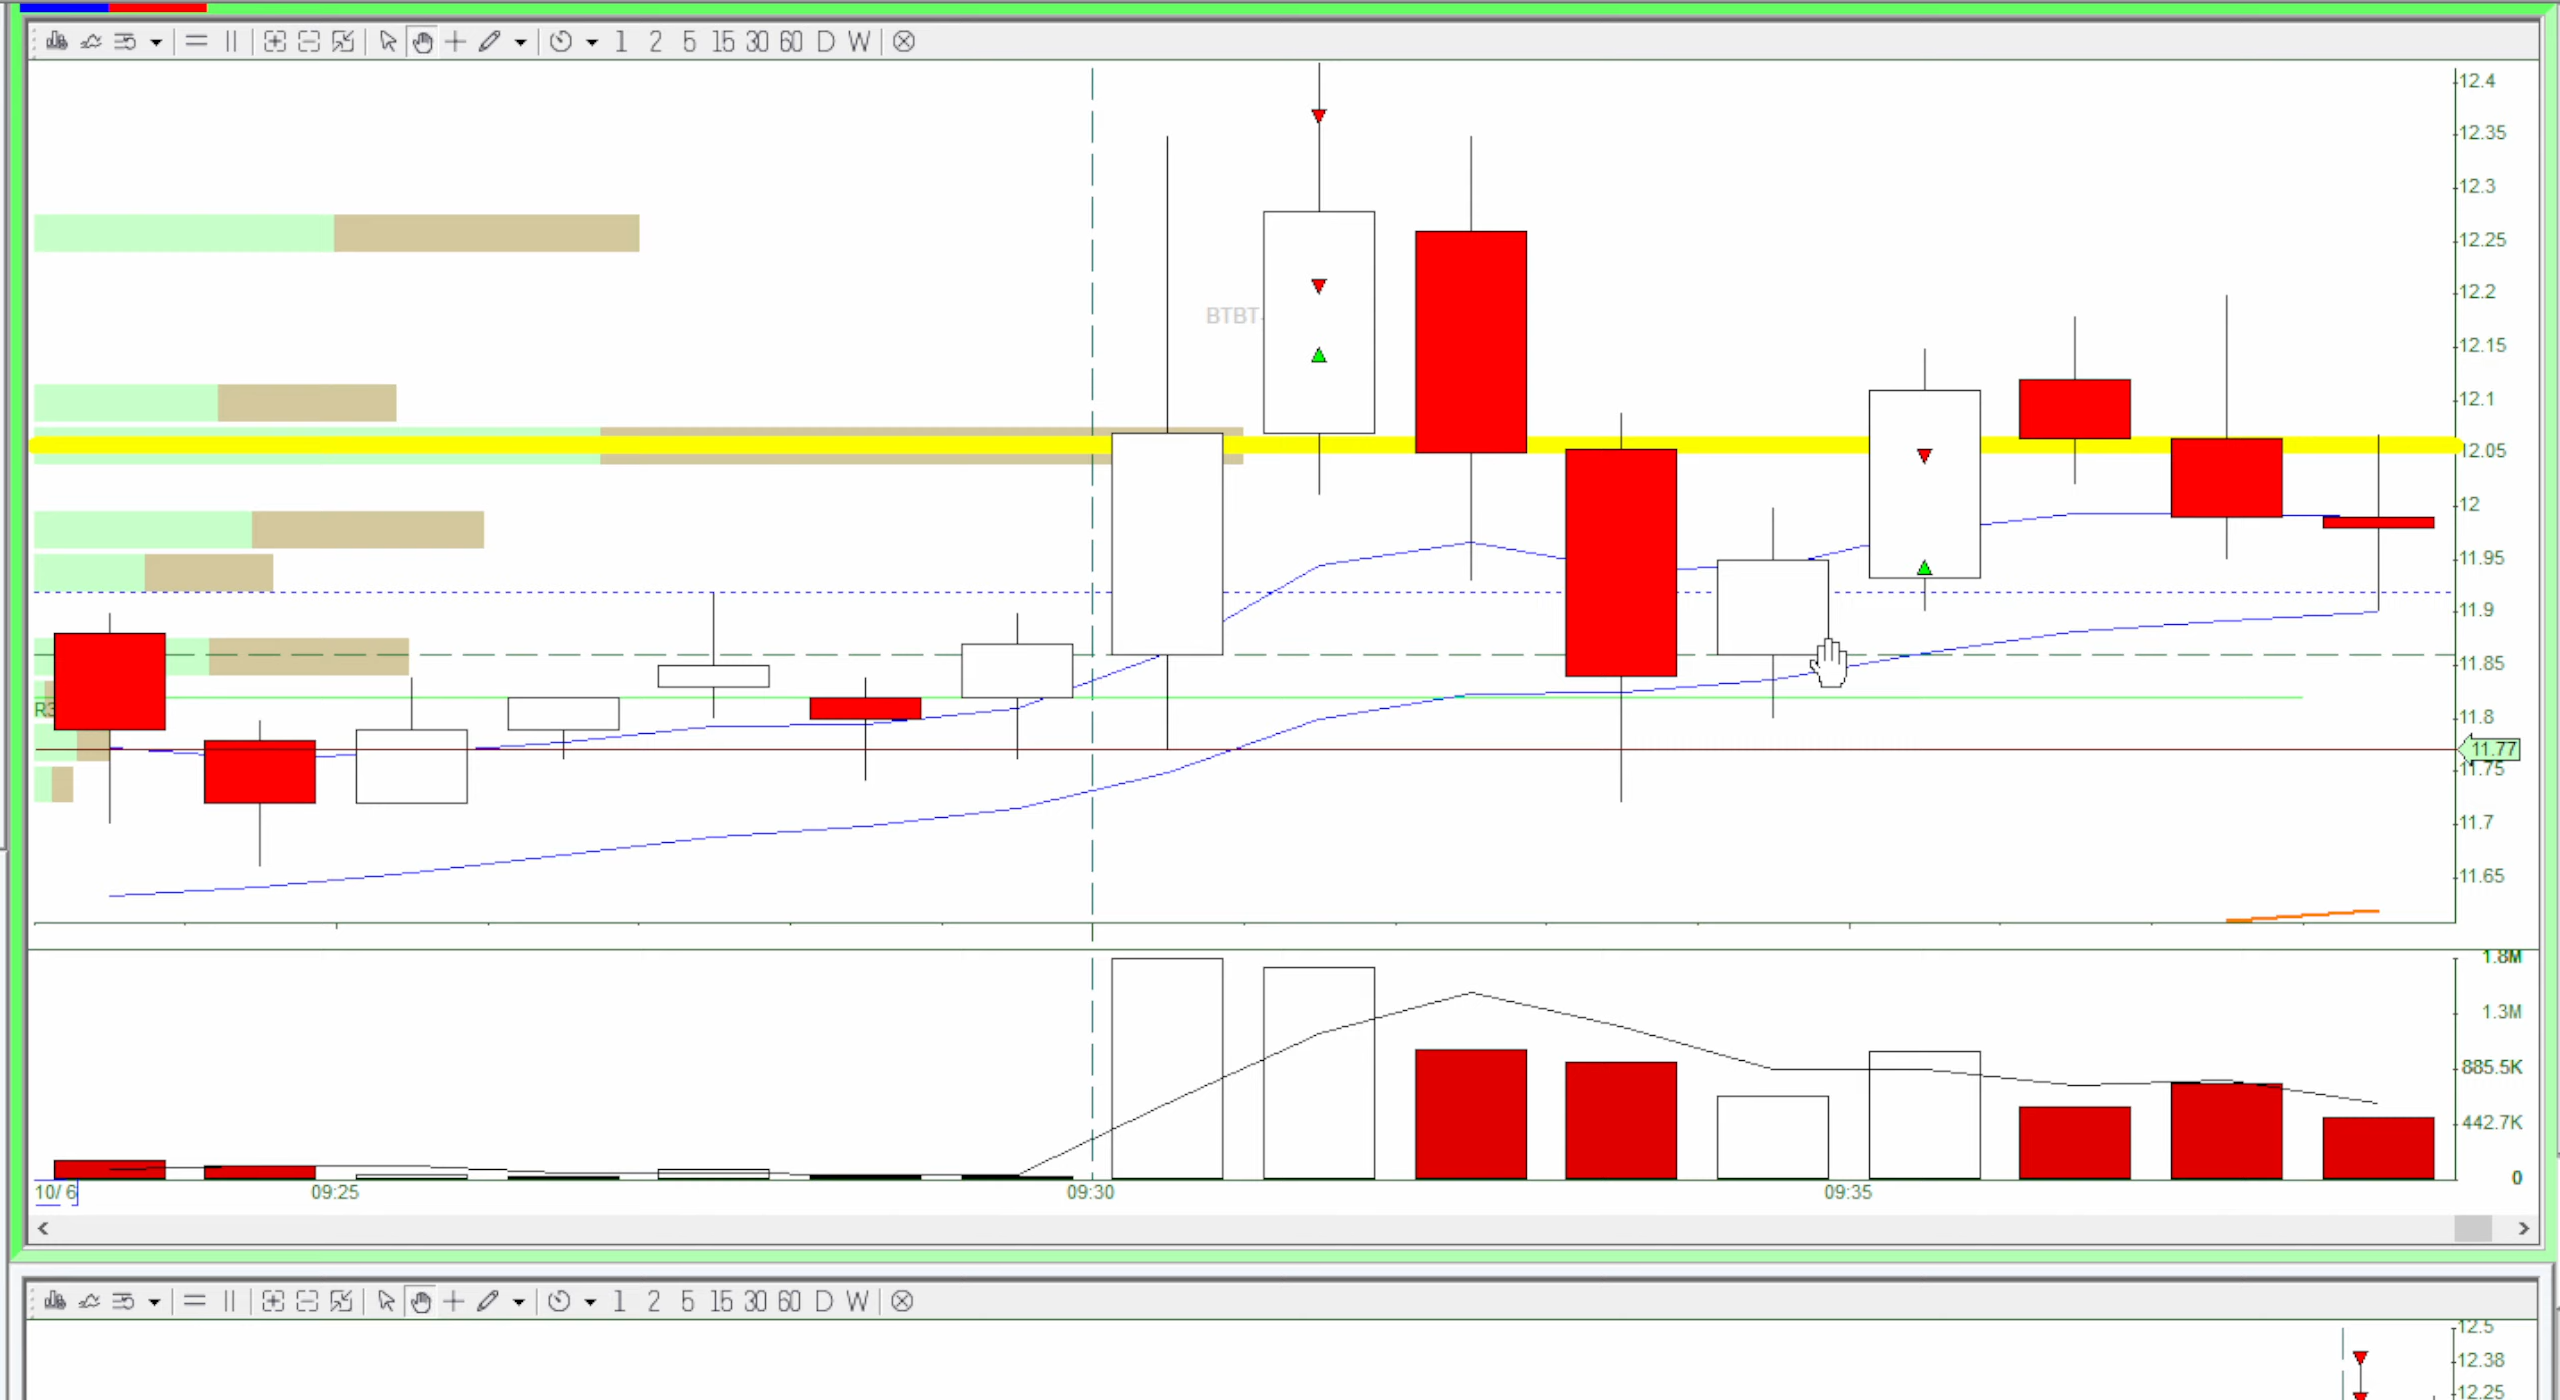 1 2 5 15 30 60 D W
12.4
12.35
12.3
12.25
12.2
BTBT
12.15
12.1
12.05
12
11.95
11.9
11.85
11.8
R3
11.77
11.75
11.7
11.65
1.8M
1.3M
885.5K
442.7K
0
10/ 6 09:25 09:30 09:35
1 2 5 15 30 60 D W
12.5
12.38
12.25